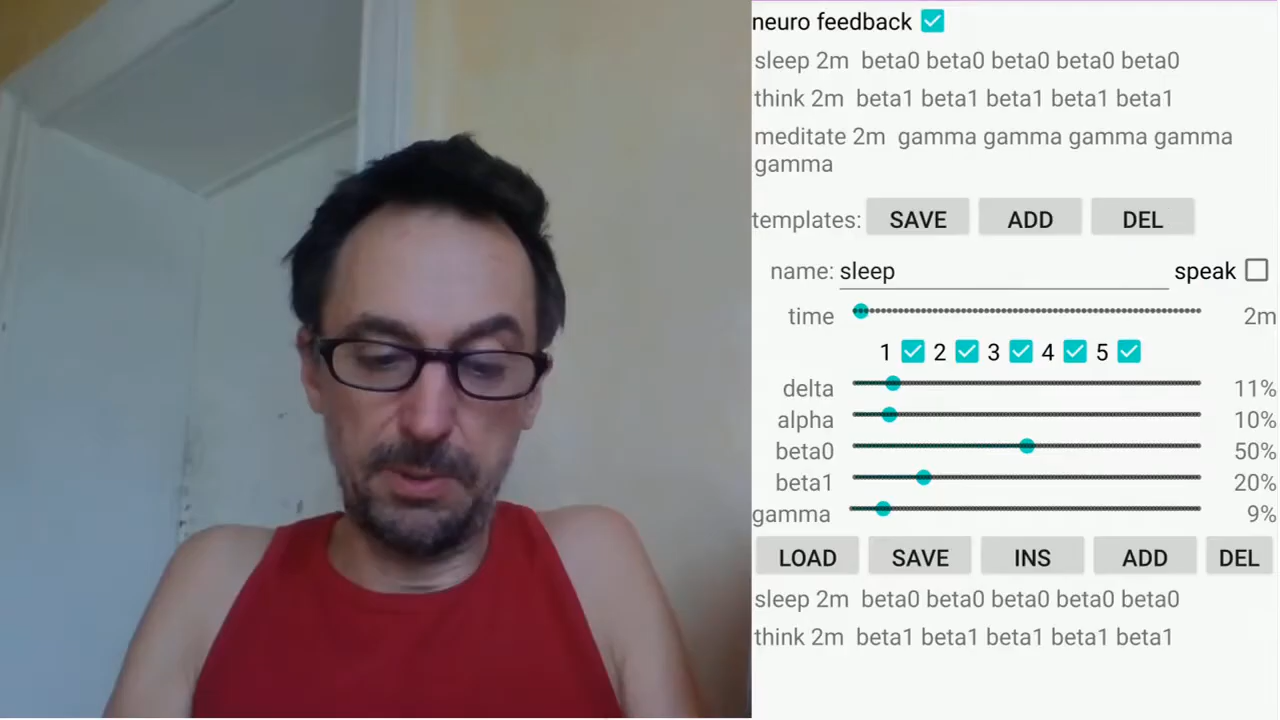 neuro feedback
sleep 2m beta0 beta0 beta0 beta0 beta0
think 2m beta1 beta1 beta1 beta1 beta1
meditate 2m gamma gamma gamma gamma
gamma
templates: SAVE ADD DEL
name: sleep speak
time 2m
1 2 3 4 5
delta 11%
alpha 10%
beta0 50%
beta1 20%
gamma 9%
LOAD SAVE INS ADD DEL
sleep 2m beta0 beta0 beta0 beta0 beta0
think 2m beta1 beta1 beta1 beta1 beta1